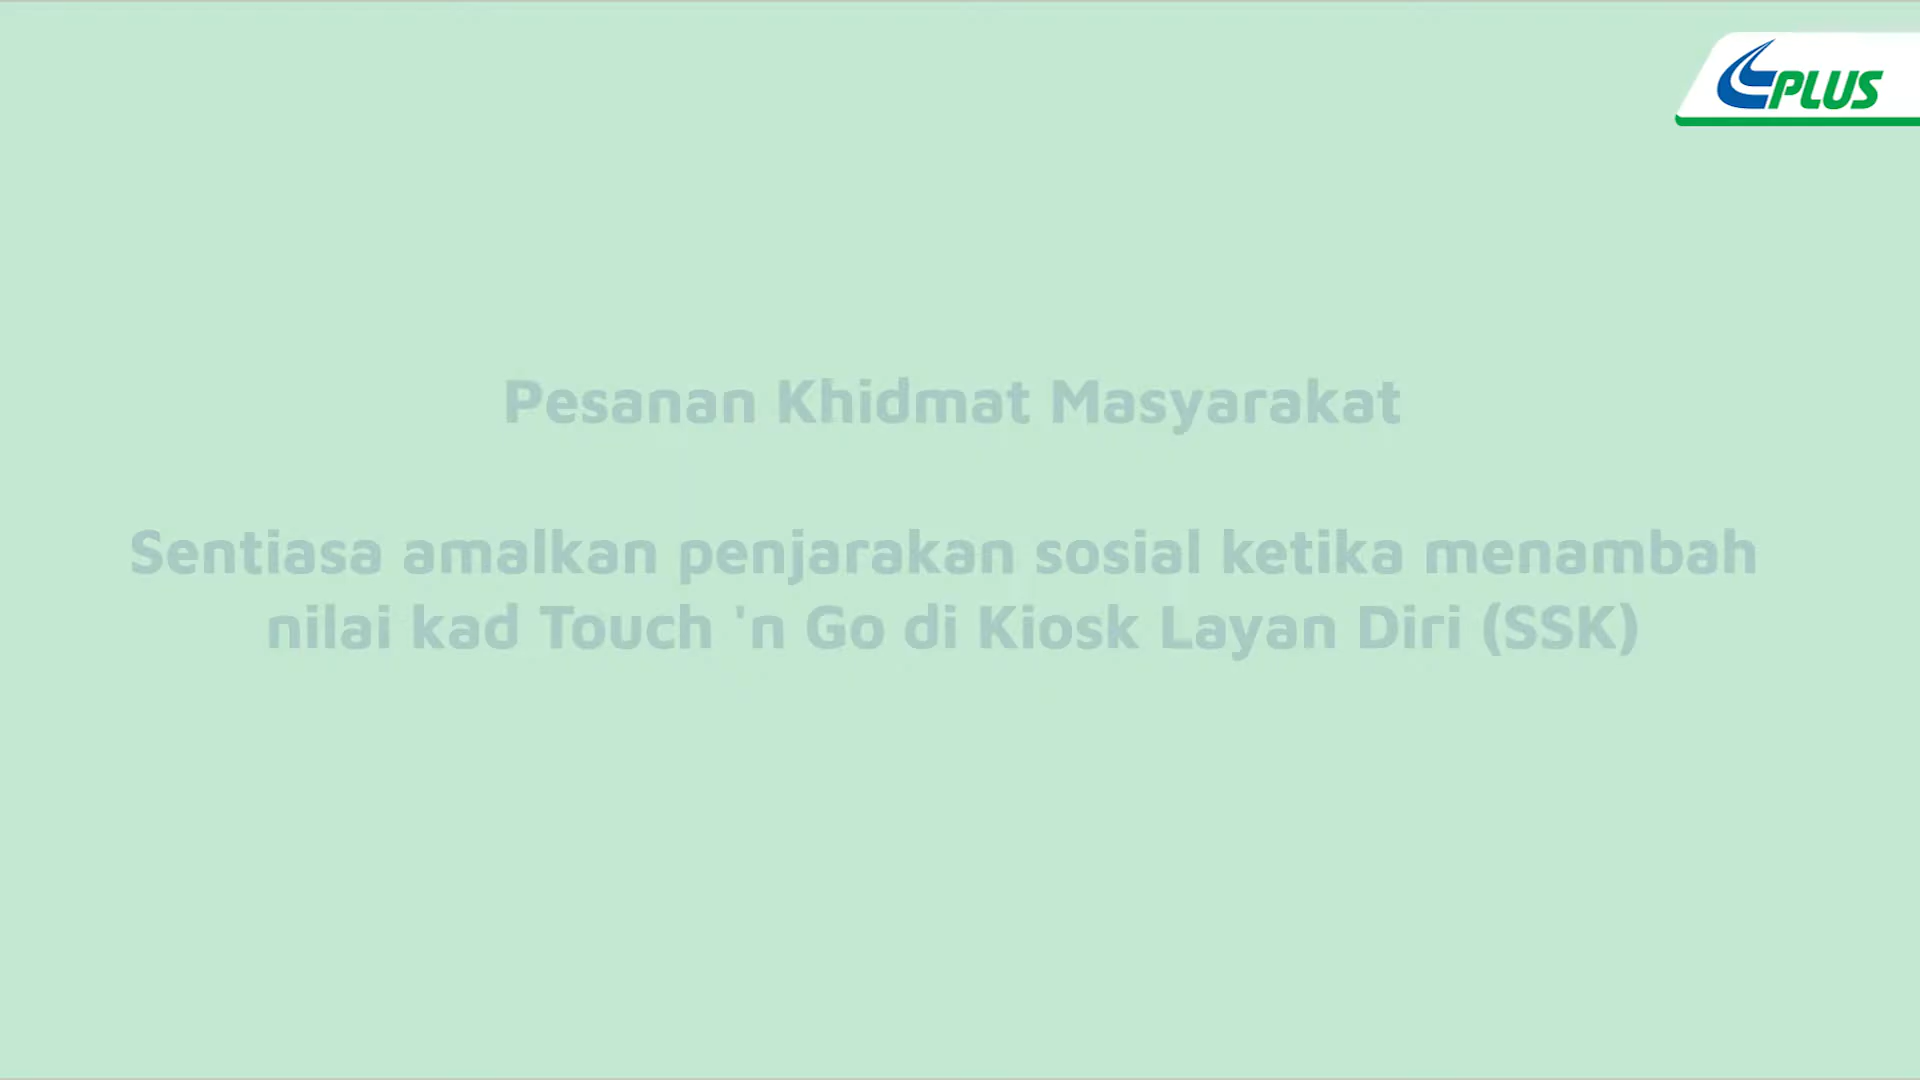 PLUS
Pesanan Khidmat Masyarakat
Sentiasa amalkan penjarakan sosial ketika menambah
nilai kad Touch 'n Go di Kiosk Layan Diri (SSK)